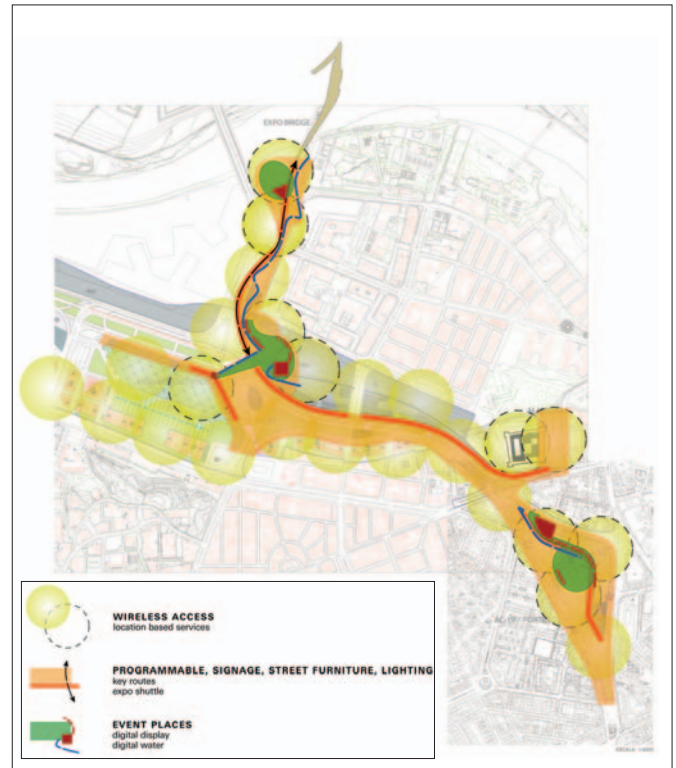 EXPO BRIDGE
WIRELESS ACCESS
location based services
PROGRAMMABLE, SIGNAGE, STREET FURNITURE, LIGHTING
key routes
expo shuttle
EVENT PLACES
digital display
digital water